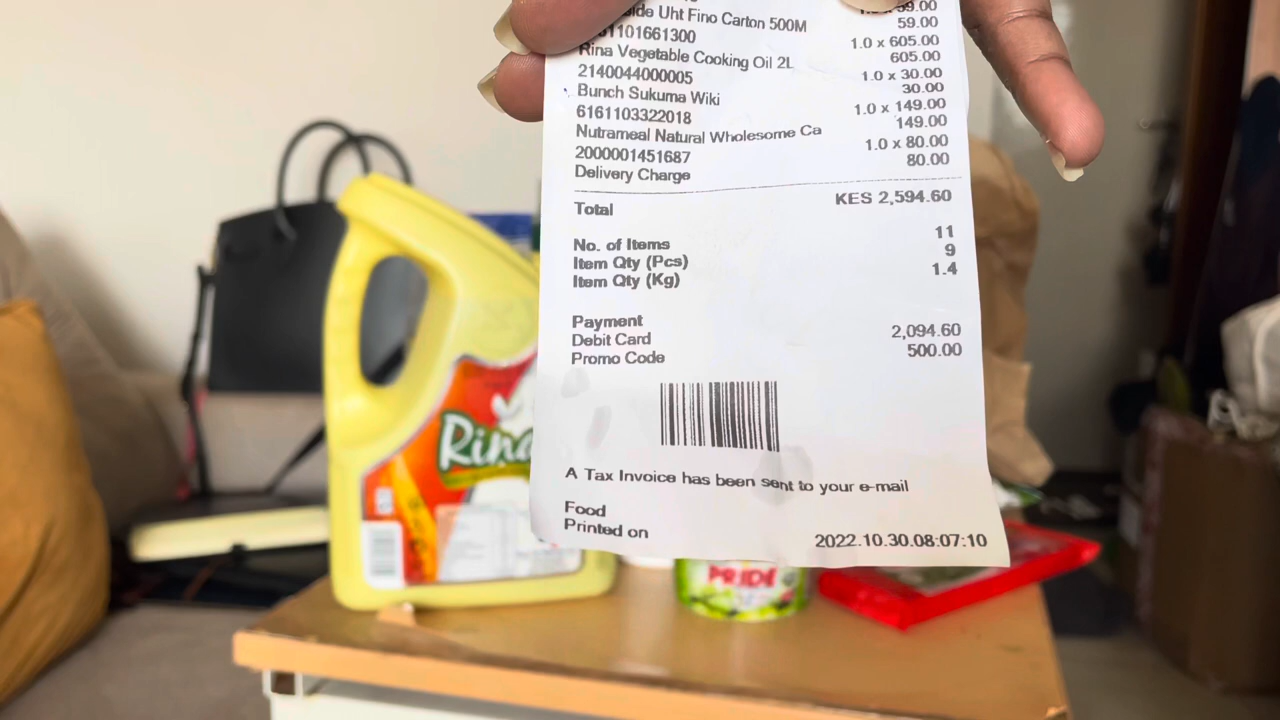 59.00
Uht Fino Carton 500M 59.00
1101661300 1.0 x 605.00
Rina Vegetable Cooking Oil 2L 605.00
2140044000005 1.0 x 30.00
Bunch Sukuma Wiki 30.00
6161103322018 1.0 x 149.00
Nutrameal Natural Wholesome Ca 149.00
2000001451687 1.0 x 80.00
Delivery Charge 80.00
Total KES 2,594.60
No. of Items 11
Item Qty (Pcs) 9
Item Qty (Kg) 1.4
Payment
Debit Card 2,094.60
Promo Code 500.00
A Tax Invoice has been sent to your e-mail
Food
Printed on 2022.10.30.08:07:10
Rina
PRIDE